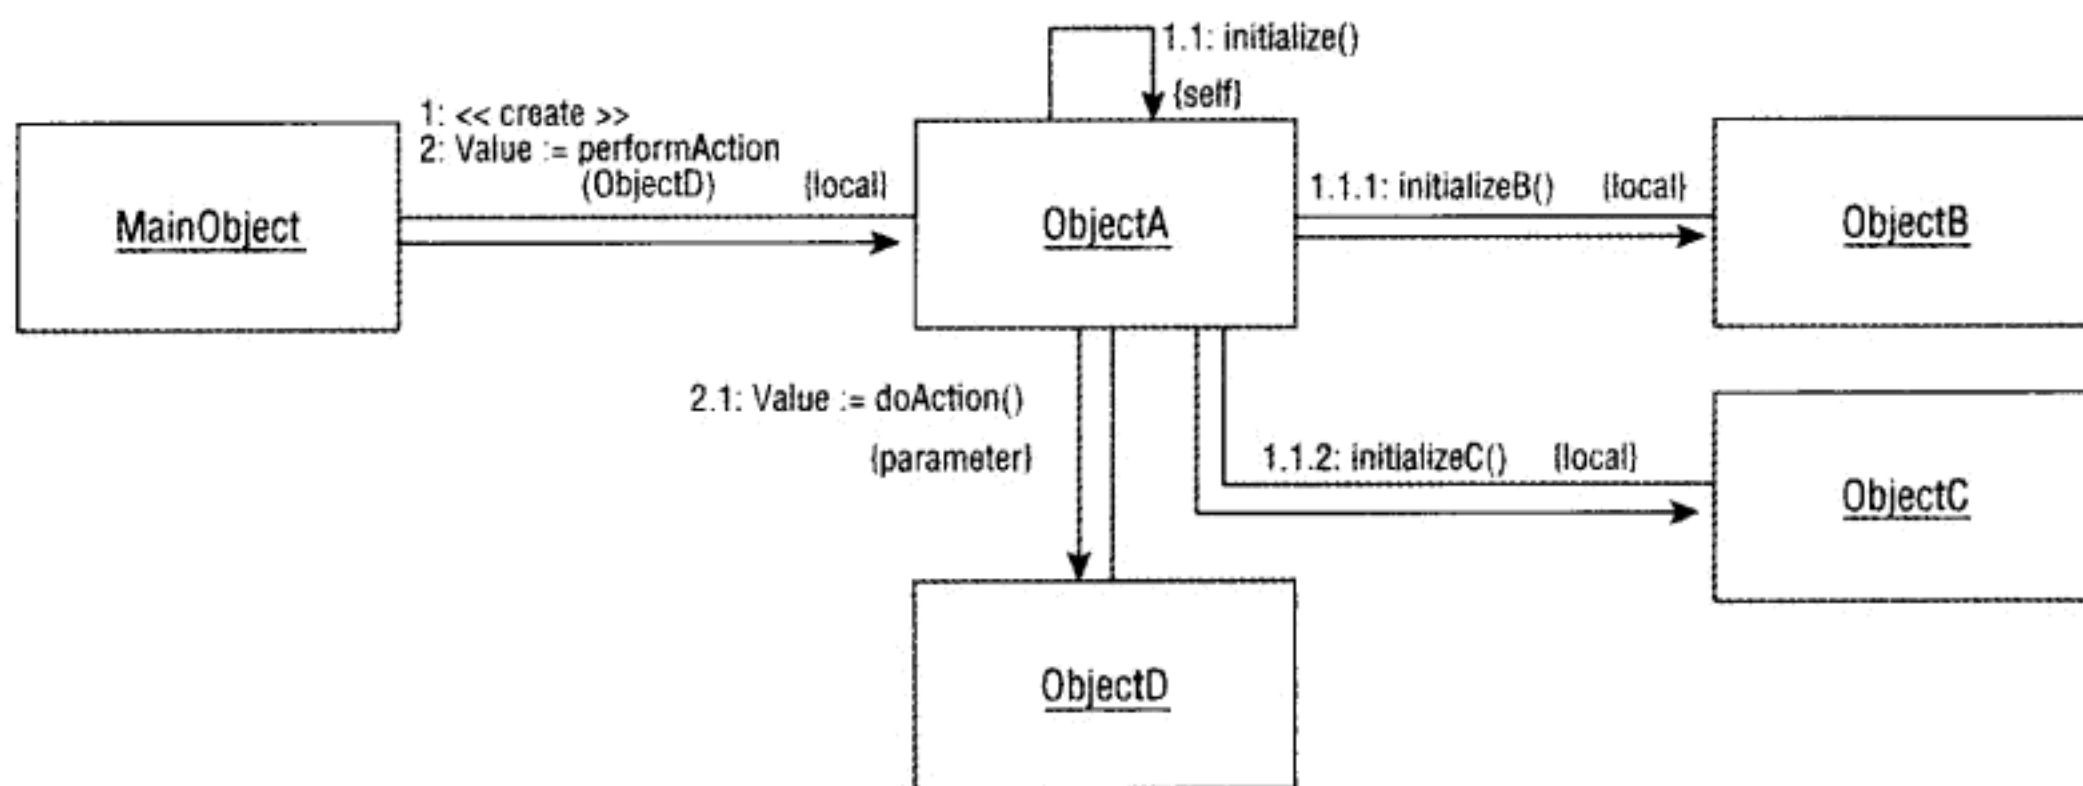 1.1: initialize()
{self}
1: << create >>
2: Value := performAction
(ObjectD)
{local}
MainObject
ObjectA
1.1.1: initializeB()
{local}
ObjectB
2.1: Value := doAction()
{parameter}
1.1.2: initializeC()
{local}
ObjectC
ObjectD